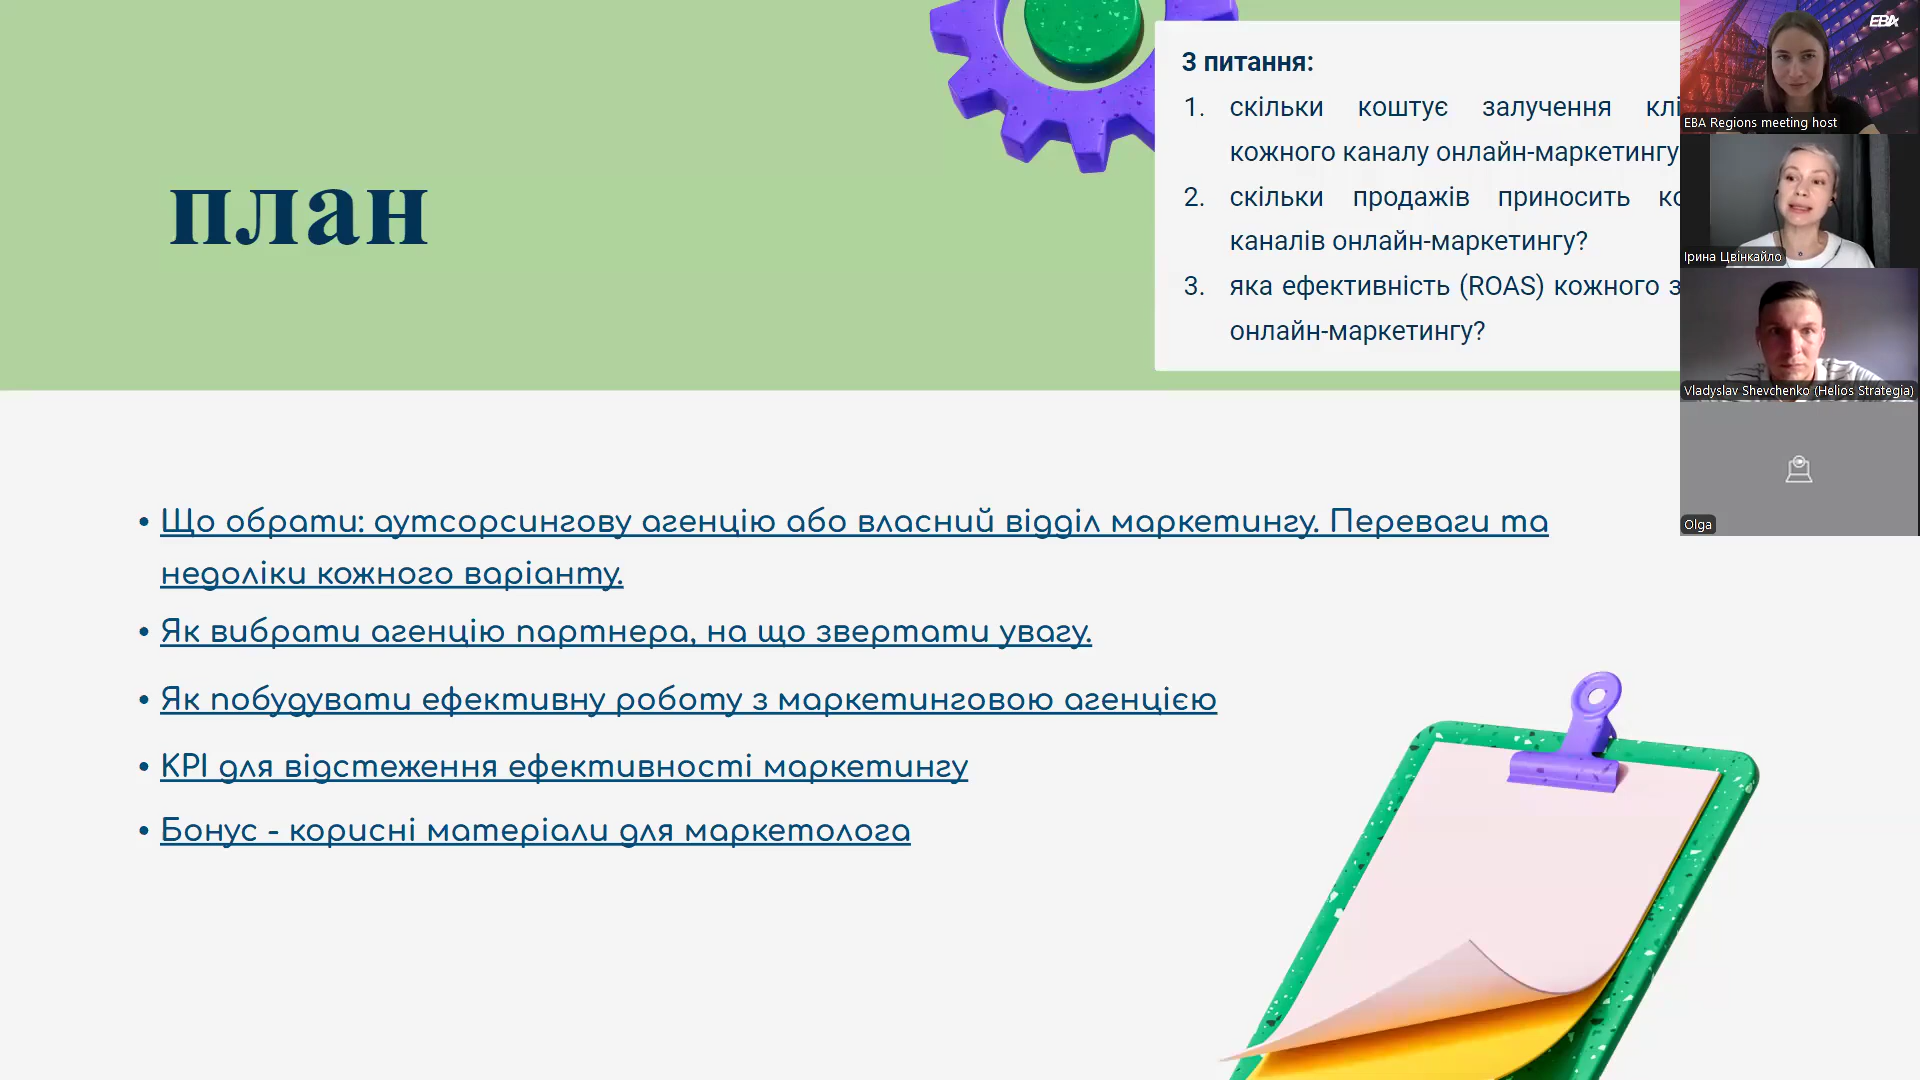 план
3 питання:
1. скільки коштує залучення
кожного каналу онлайн-маркетингу
2. скільки продажів приносить
каналів онлайн-маркетингу?
3. яка ефективність (ROAS) кожного
онлайн-маркетингу?
• Що обрати: аутсорсингову агенцію або власний відділ маркетингу. Переваги та
недоліки кожного варіанту.
• Як вибрати агенцію партнера, на що звертати увагу.
• Як побудувати ефективну роботу з маркетинговою агенцією
• KPI для відстеження ефективності маркетингу
• Бонус - корисні матеріали для маркетолога
EBA
EBA Regions meeting host
Ірина Цвінкайло
Vladyslav Shevchenko (Helios Strategia)
Olga